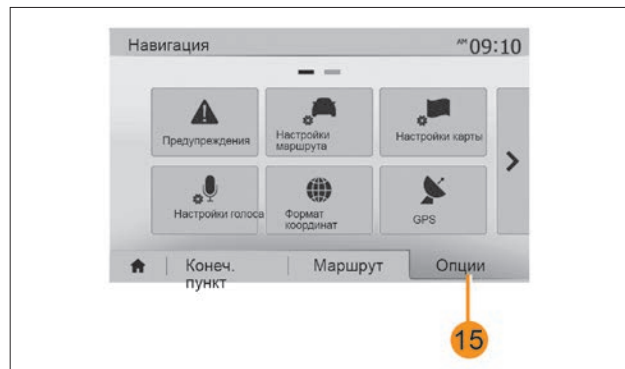 Навигация
AM 09:10
Предупреждения
Настройки
маршрута
Настройки карты
Настройки голоса
Формат
координат
GPS
Конеч.
пункт
Маршрут
Опции
15